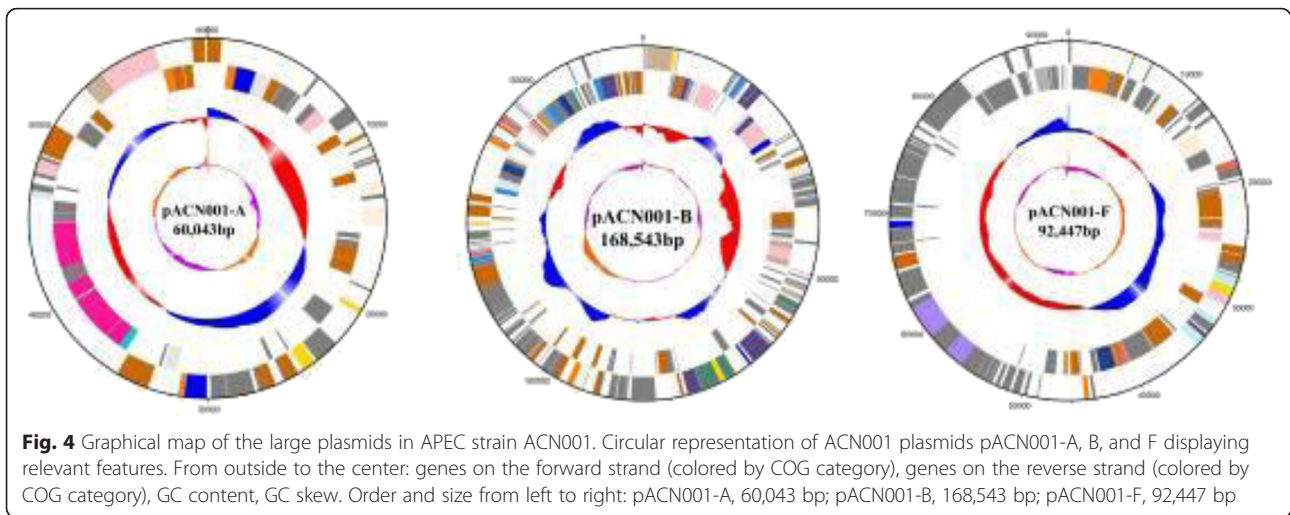 pACN001-A
60,043bp
pACN001-B
168,543bp
pACN001-F
92,447bp
Fig. 4 Graphical map of the large plasmids in APEC strain ACN001. Circular representation of ACN001 plasmids pACN001-A, B, and F displaying
relevant features. From outside to the center: genes on the forward strand (colored by COG category), genes on the reverse strand (colored by
COG category), GC content, GC skew. Order and size from left to right: pACN001-A, 60,043 bp; pACN001-B, 168,543 bp; pACN001-F, 92,447 bp